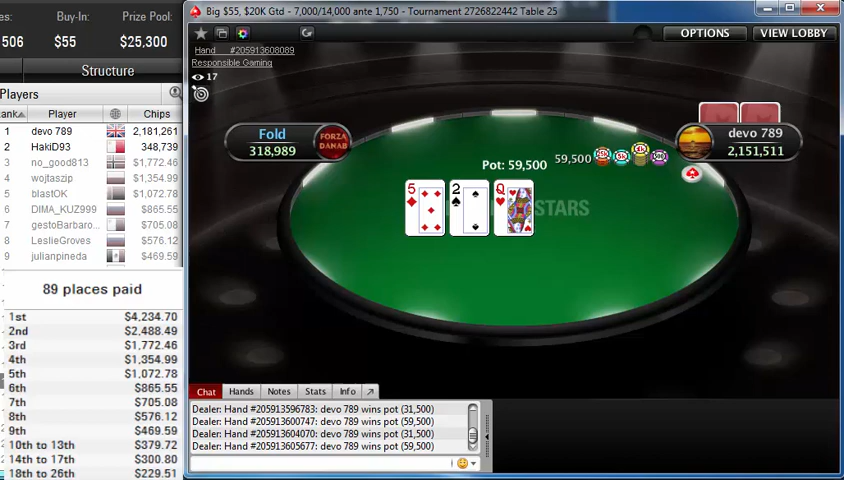 es:
Buy-In:
Prize Pool:
506
$55
$25,300
Structure
Players
Rank
Player
Chips
1 devo 789 2,181,261
2 HakiD93 348,739
3 no_good813 $1,772.46
4 wojtaszip $1,354.99
5 blastOK $1,072.78
6 DIMA_KUZ999 $865.55
7 gestoBarbaro... $705.08
8 LeslieGroves $576.12
9 julianpineda $469.59
89 places paid
1st $4,234.70
2nd $2,488.49
3rd $1,772.46
4th $1,354.99
5th $1,072.78
6th $865.55
7th $705.08
8th $576.12
9th $469.59
10th to 13th $379.72
14th to 17th $300.80
18th to 26th $229.51
Big $55, $20K Gtd - 7,000/14,000 ante 1,750 - Tournament 2726822442 Table 25
Hand #205913608089
Responsible Gaming
17
OPTIONS
VIEW LOBBY
Fold
318,989
FORZA
DANAB
devo 789
2,151,511
Pot: 59,500
59,500
5
2
Q
STARS
Chat
Hands
Notes
Stats
Info
Dealer: Hand #205913596783: devo 789 wins pot (31,500)
Dealer: Hand #205913600747: devo 789 wins pot (59,500)
Dealer: Hand #205913604070: devo 789 wins pot (31,500)
Dealer: Hand #205913605677: devo 789 wins pot (59,500)